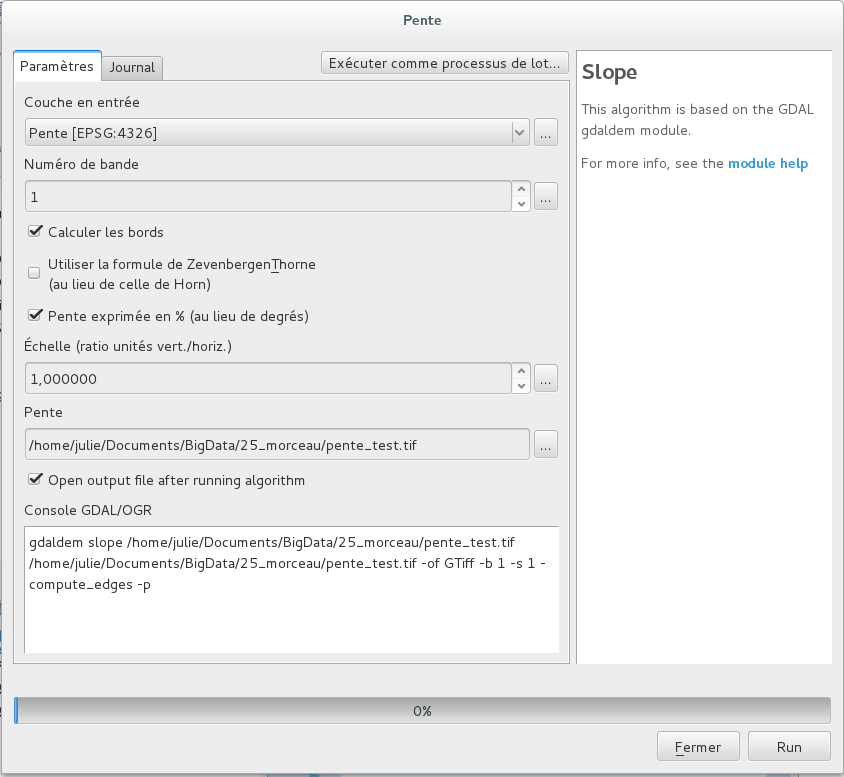 Pente
Paramètres
Journal
Exécuter comme processus de lot...
Couche en entrée
Pente [EPSG:4326]
...
Numéro de bande
1
...
Calculer les bords
Utiliser la formule de ZevenbergenThorne
(au lieu de celle de Horn)
Pente exprimée en % (au lieu de degrés)
Échelle (ratio unités vert./horiz.)
1,000000
...
Pente
/home/julie/Documents/BigData/25_morceau/pente_test.tif
...
Open output file after running algorithm
Console GDAL/OGR
gdaldem slope /home/julie/Documents/BigData/25_morceau/pente_test.tif
/home/julie/Documents/BigData/25_morceau/pente_test.tif -of GTiff -b 1 -s 1 -
compute_edges -p
Slope
This algorithm is based on the GDAL
gdaldem module.
For more info, see the module help
0%
Fermer
Run